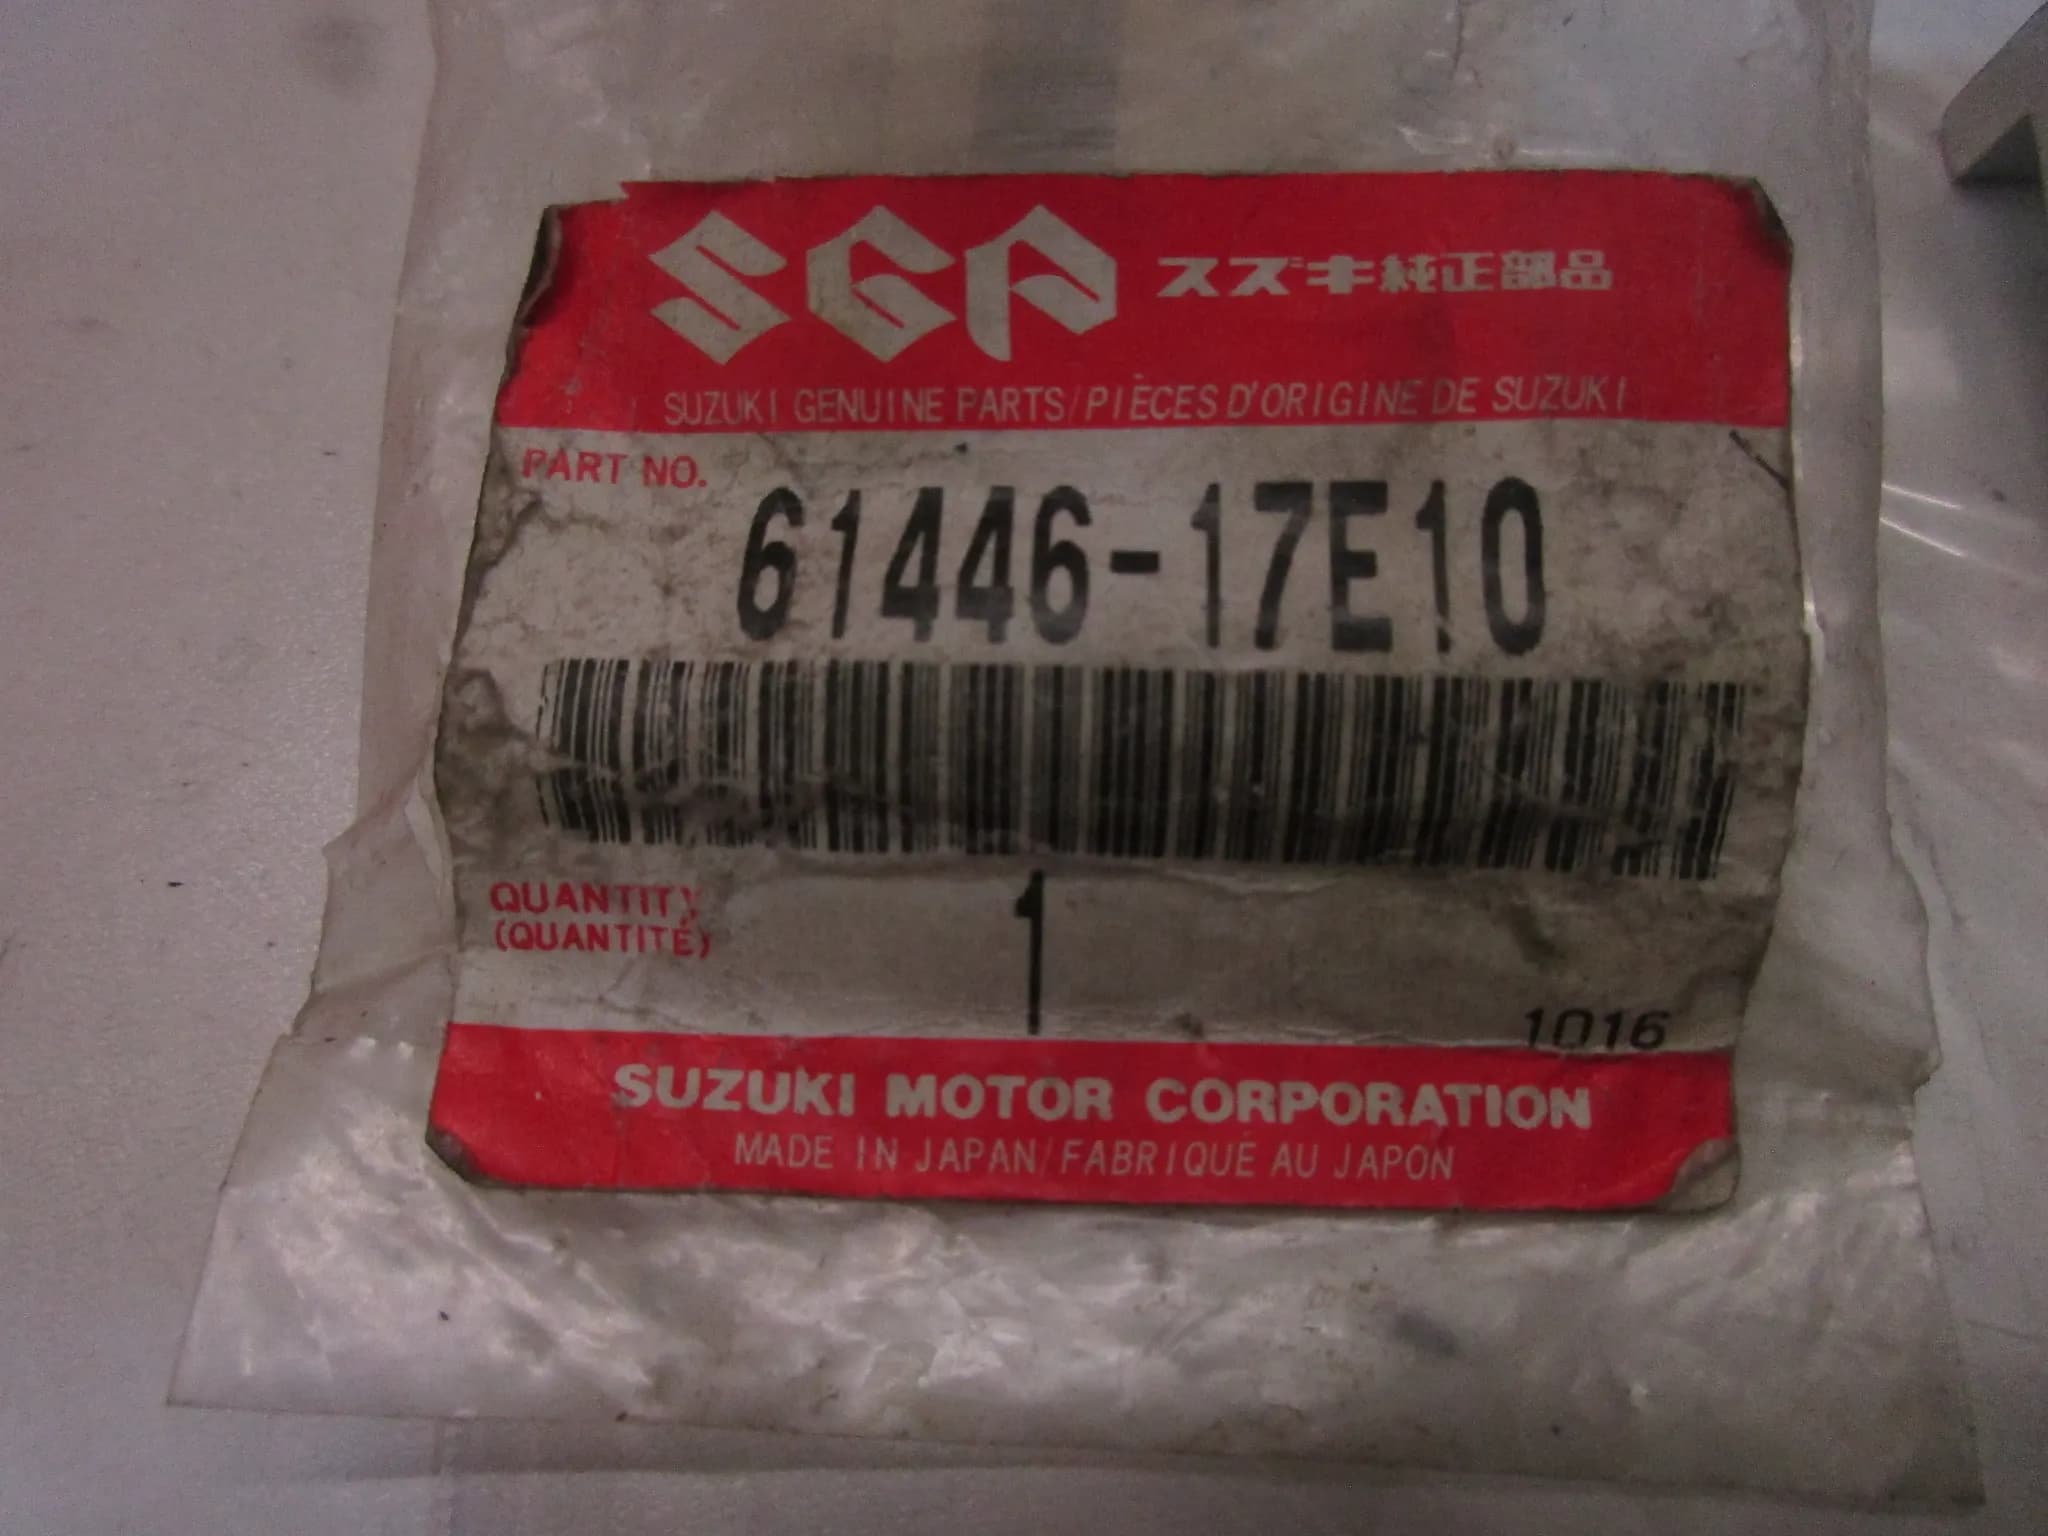 SGP スズキ純正部品
SUZUKI GENUINE PARTS/PIÈCES D'ORIGINE DE SUZUKI
PART NO.
61446-17E10
QUANTITY
(QUANTITÉ)
1
1016
SUZUKI MOTOR CORPORATION
MADE IN JAPAN/FABRIQUÉ AU JAPON